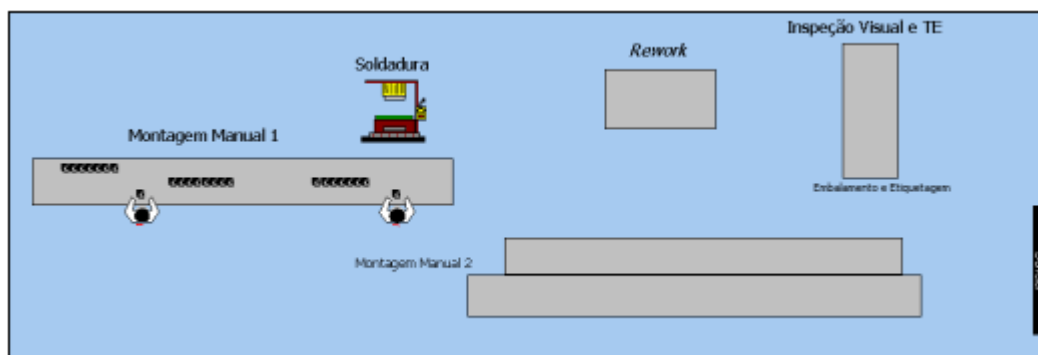 Inspeção Visual e TE
Rework
Soldadura
Montagem Manual 1
Embalamento e Etiquetagem
Montagem Manual 2